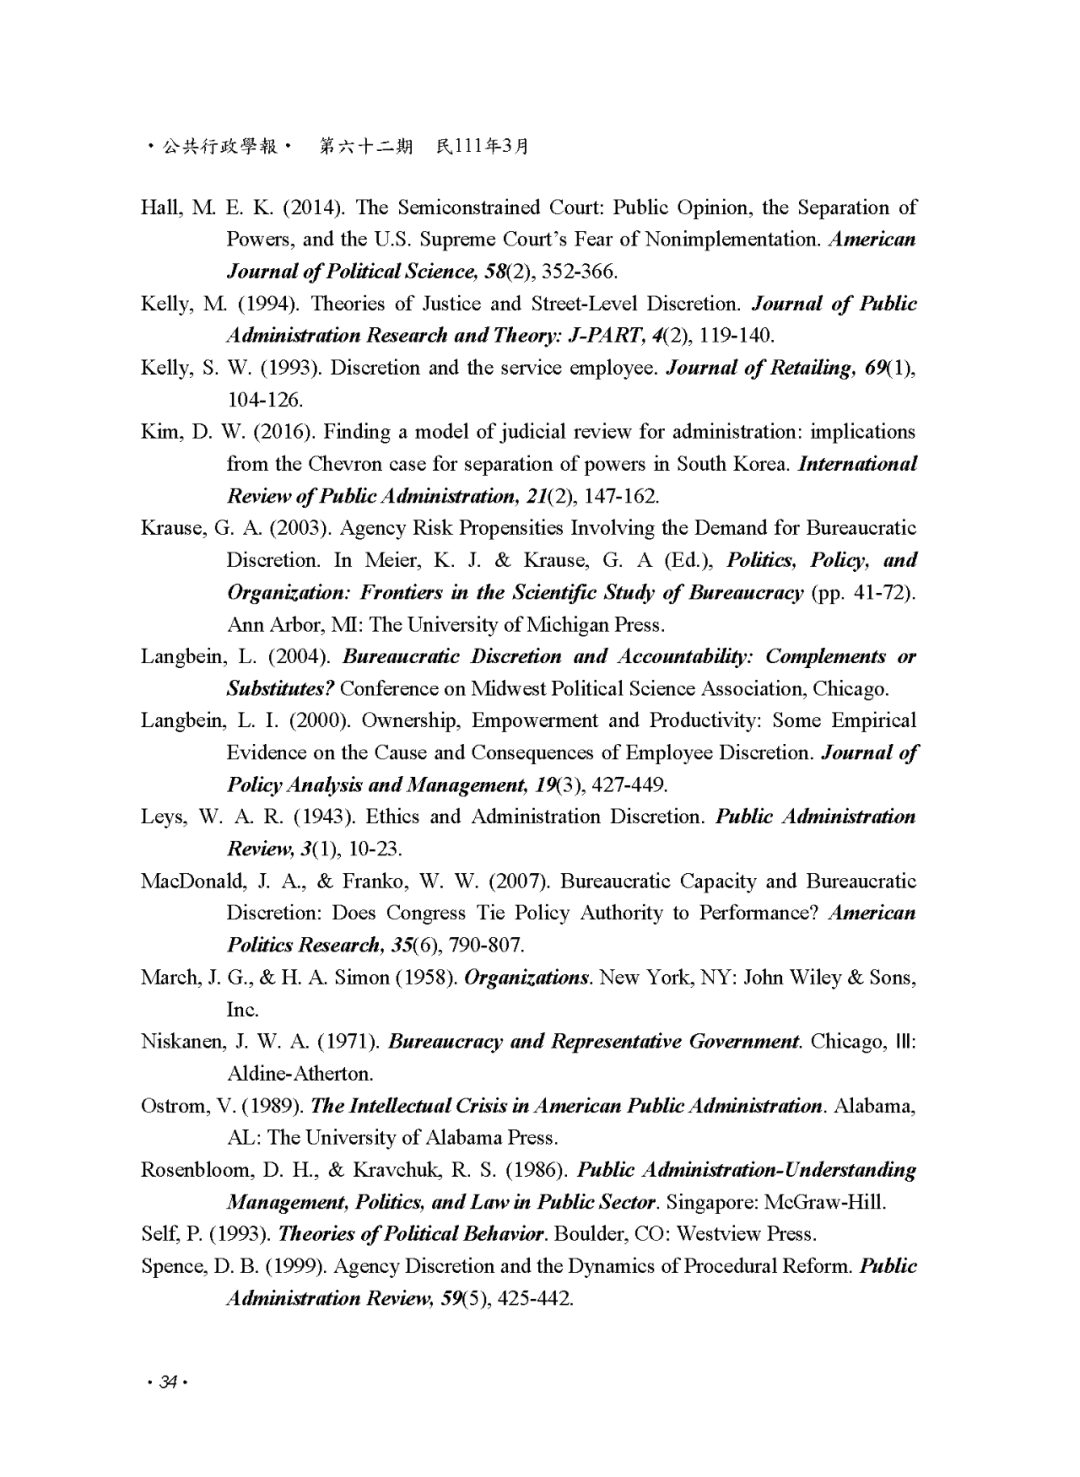 •公共行政學報• 第六十二期 民111年3月
Hall, M. E. K. (2014). The Semiconstrained Court: Public Opinion, the Separation of
Powers, and the U.S. Supreme Court’s Fear of Nonimplementation. American
Journal of Political Science, 58(2), 352-366.
Kelly, M. (1994). Theories of Justice and Street-Level Discretion. Journal of Public
Administration Research and Theory: J-PART, 4(2), 119-140.
Kelly, S. W. (1993). Discretion and the service employee. Journal of Retailing, 69(1),
104-126.
Kim, D. W. (2016). Finding a model of judicial review for administration: implications
from the Chevron case for separation of powers in South Korea. International
Review of Public Administration, 21(2), 147-162.
Krause, G. A. (2003). Agency Risk Propensities Involving the Demand for Bureaucratic
Discretion. In Meier, K. J. & Krause, G. A (Ed.), Politics, Policy, and
Organization: Frontiers in the Scientific Study of Bureaucracy (pp. 41-72).
Ann Arbor, MI: The University of Michigan Press.
Langbein, L. (2004). Bureaucratic Discretion and Accountability: Complements or
Substitutes? Conference on Midwest Political Science Association, Chicago.
Langbein, L. I. (2000). Ownership, Empowerment and Productivity: Some Empirical
Evidence on the Cause and Consequences of Employee Discretion. Journal of
Policy Analysis and Management, 19(3), 427-449.
Leys, W. A. R. (1943). Ethics and Administration Discretion. Public Administration
Review, 3(1), 10-23.
MacDonald, J. A., & Franko, W. W. (2007). Bureaucratic Capacity and Bureaucratic
Discretion: Does Congress Tie Policy Authority to Performance? American
Politics Research, 35(6), 790-807.
March, J. G., & H. A. Simon (1958). Organizations. New York, NY: John Wiley & Sons,
Inc.
Niskanen, J. W. A. (1971). Bureaucracy and Representative Government. Chicago, Ⅲ:
Aldine-Atherton.
Ostrom, V. (1989). The Intellectual Crisis in American Public Administration. Alabama,
AL: The University of Alabama Press.
Rosenbloom, D. H., & Kravchuk, R. S. (1986). Public Administration-Understanding
Management, Politics, and Law in Public Sector. Singapore: McGraw-Hill.
Self, P. (1993). Theories of Political Behavior. Boulder, CO: Westview Press.
Spence, D. B. (1999). Agency Discretion and the Dynamics of Procedural Reform. Public
Administration Review, 59(5), 425-442.
•34•